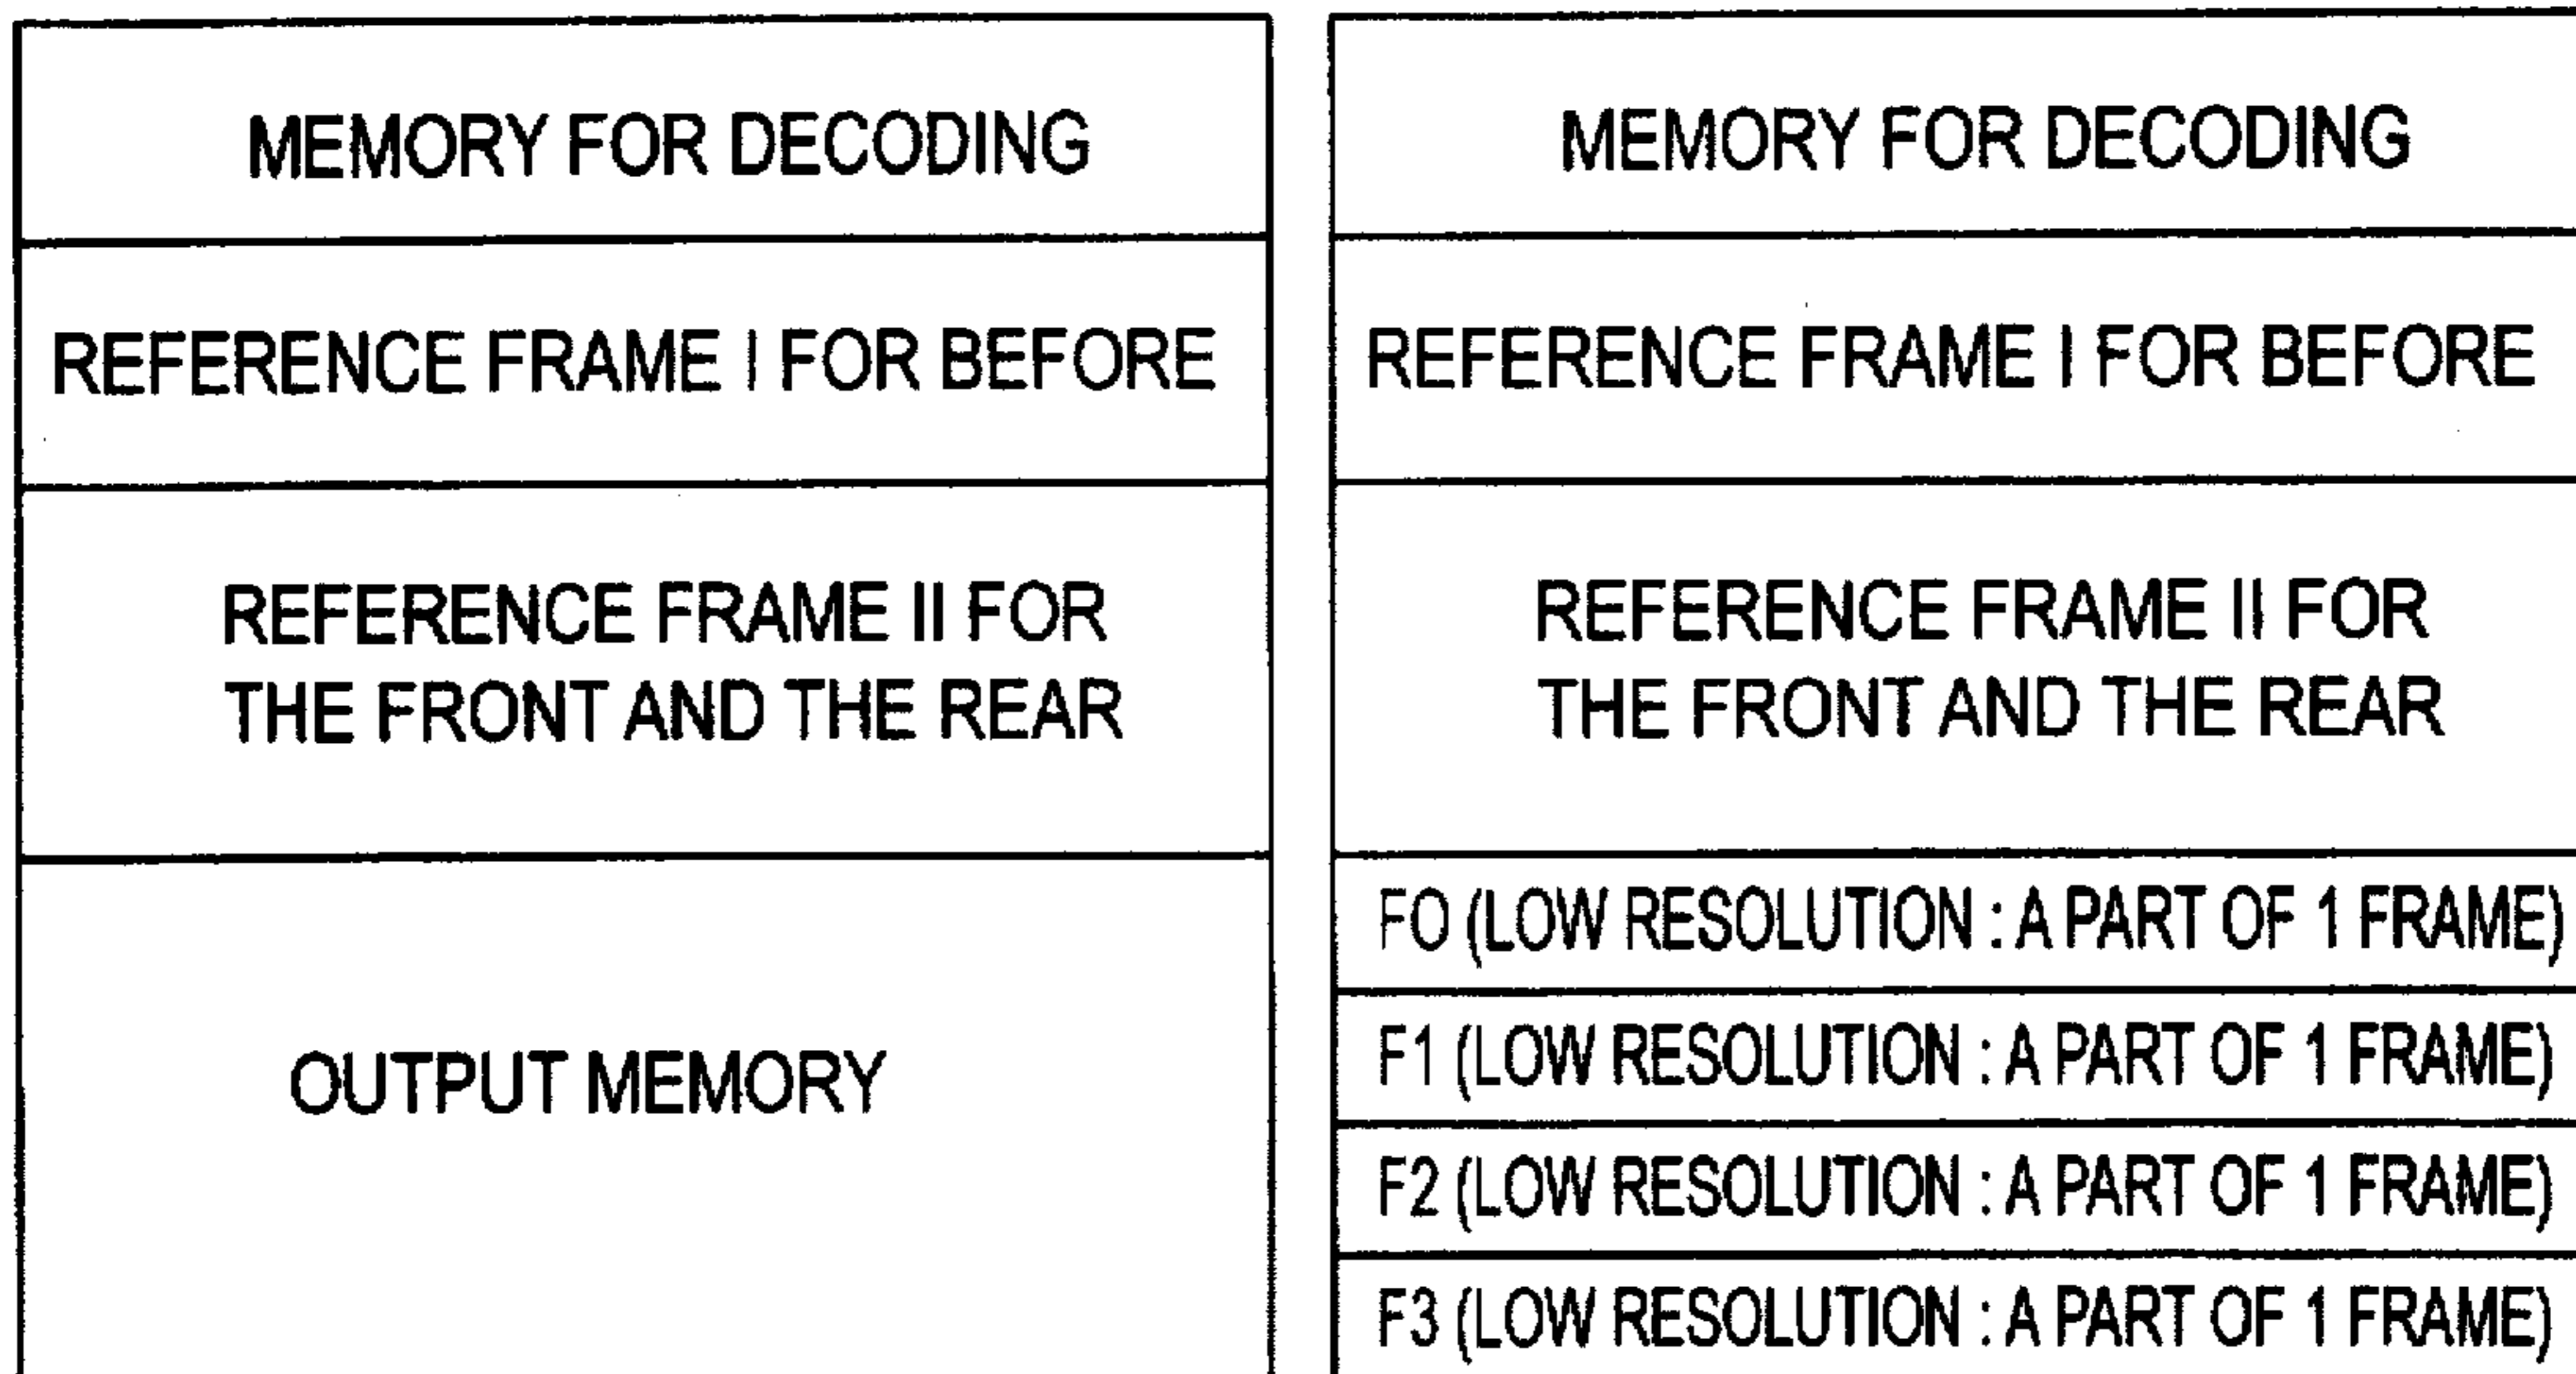 MEMORY FOR DECODING
REFERENCE FRAME I FOR BEFORE
REFERENCE FRAME II FOR
THE FRONT AND THE REAR
OUTPUT MEMORY
MEMORY FOR DECODING
REFERENCE FRAME I FOR BEFORE
REFERENCE FRAME II FOR
THE FRONT AND THE REAR
FO (LOW RESOLUTION : A PART OF 1 FRAME)
F1 (LOW RESOLUTION : A PART OF 1 FRAME)
F2 (LOW RESOLUTION : A PART OF 1 FRAME)
F3 (LOW RESOLUTION : A PART OF 1 FRAME)